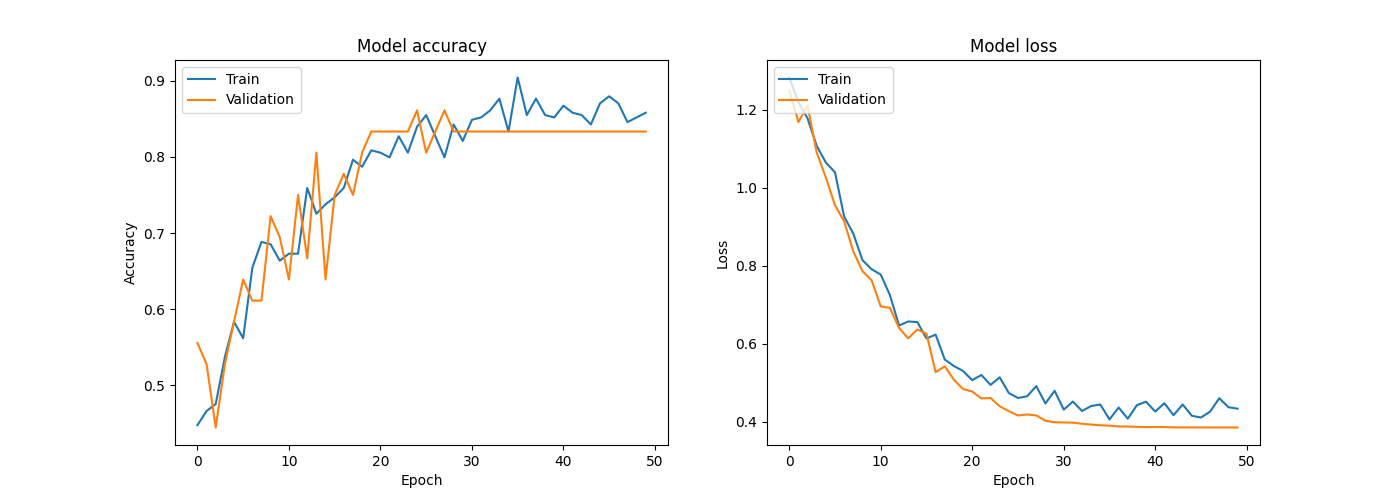 Model accuracy
Train
Validation
0.9
0.8
0.7
0.6
0.5
Accuracy
0 10 20 30 40 50
Epoch
Model loss
Train
Validation
1.2
1.0
0.8
0.6
0.4
Loss
0 10 20 30 40 50
Epoch